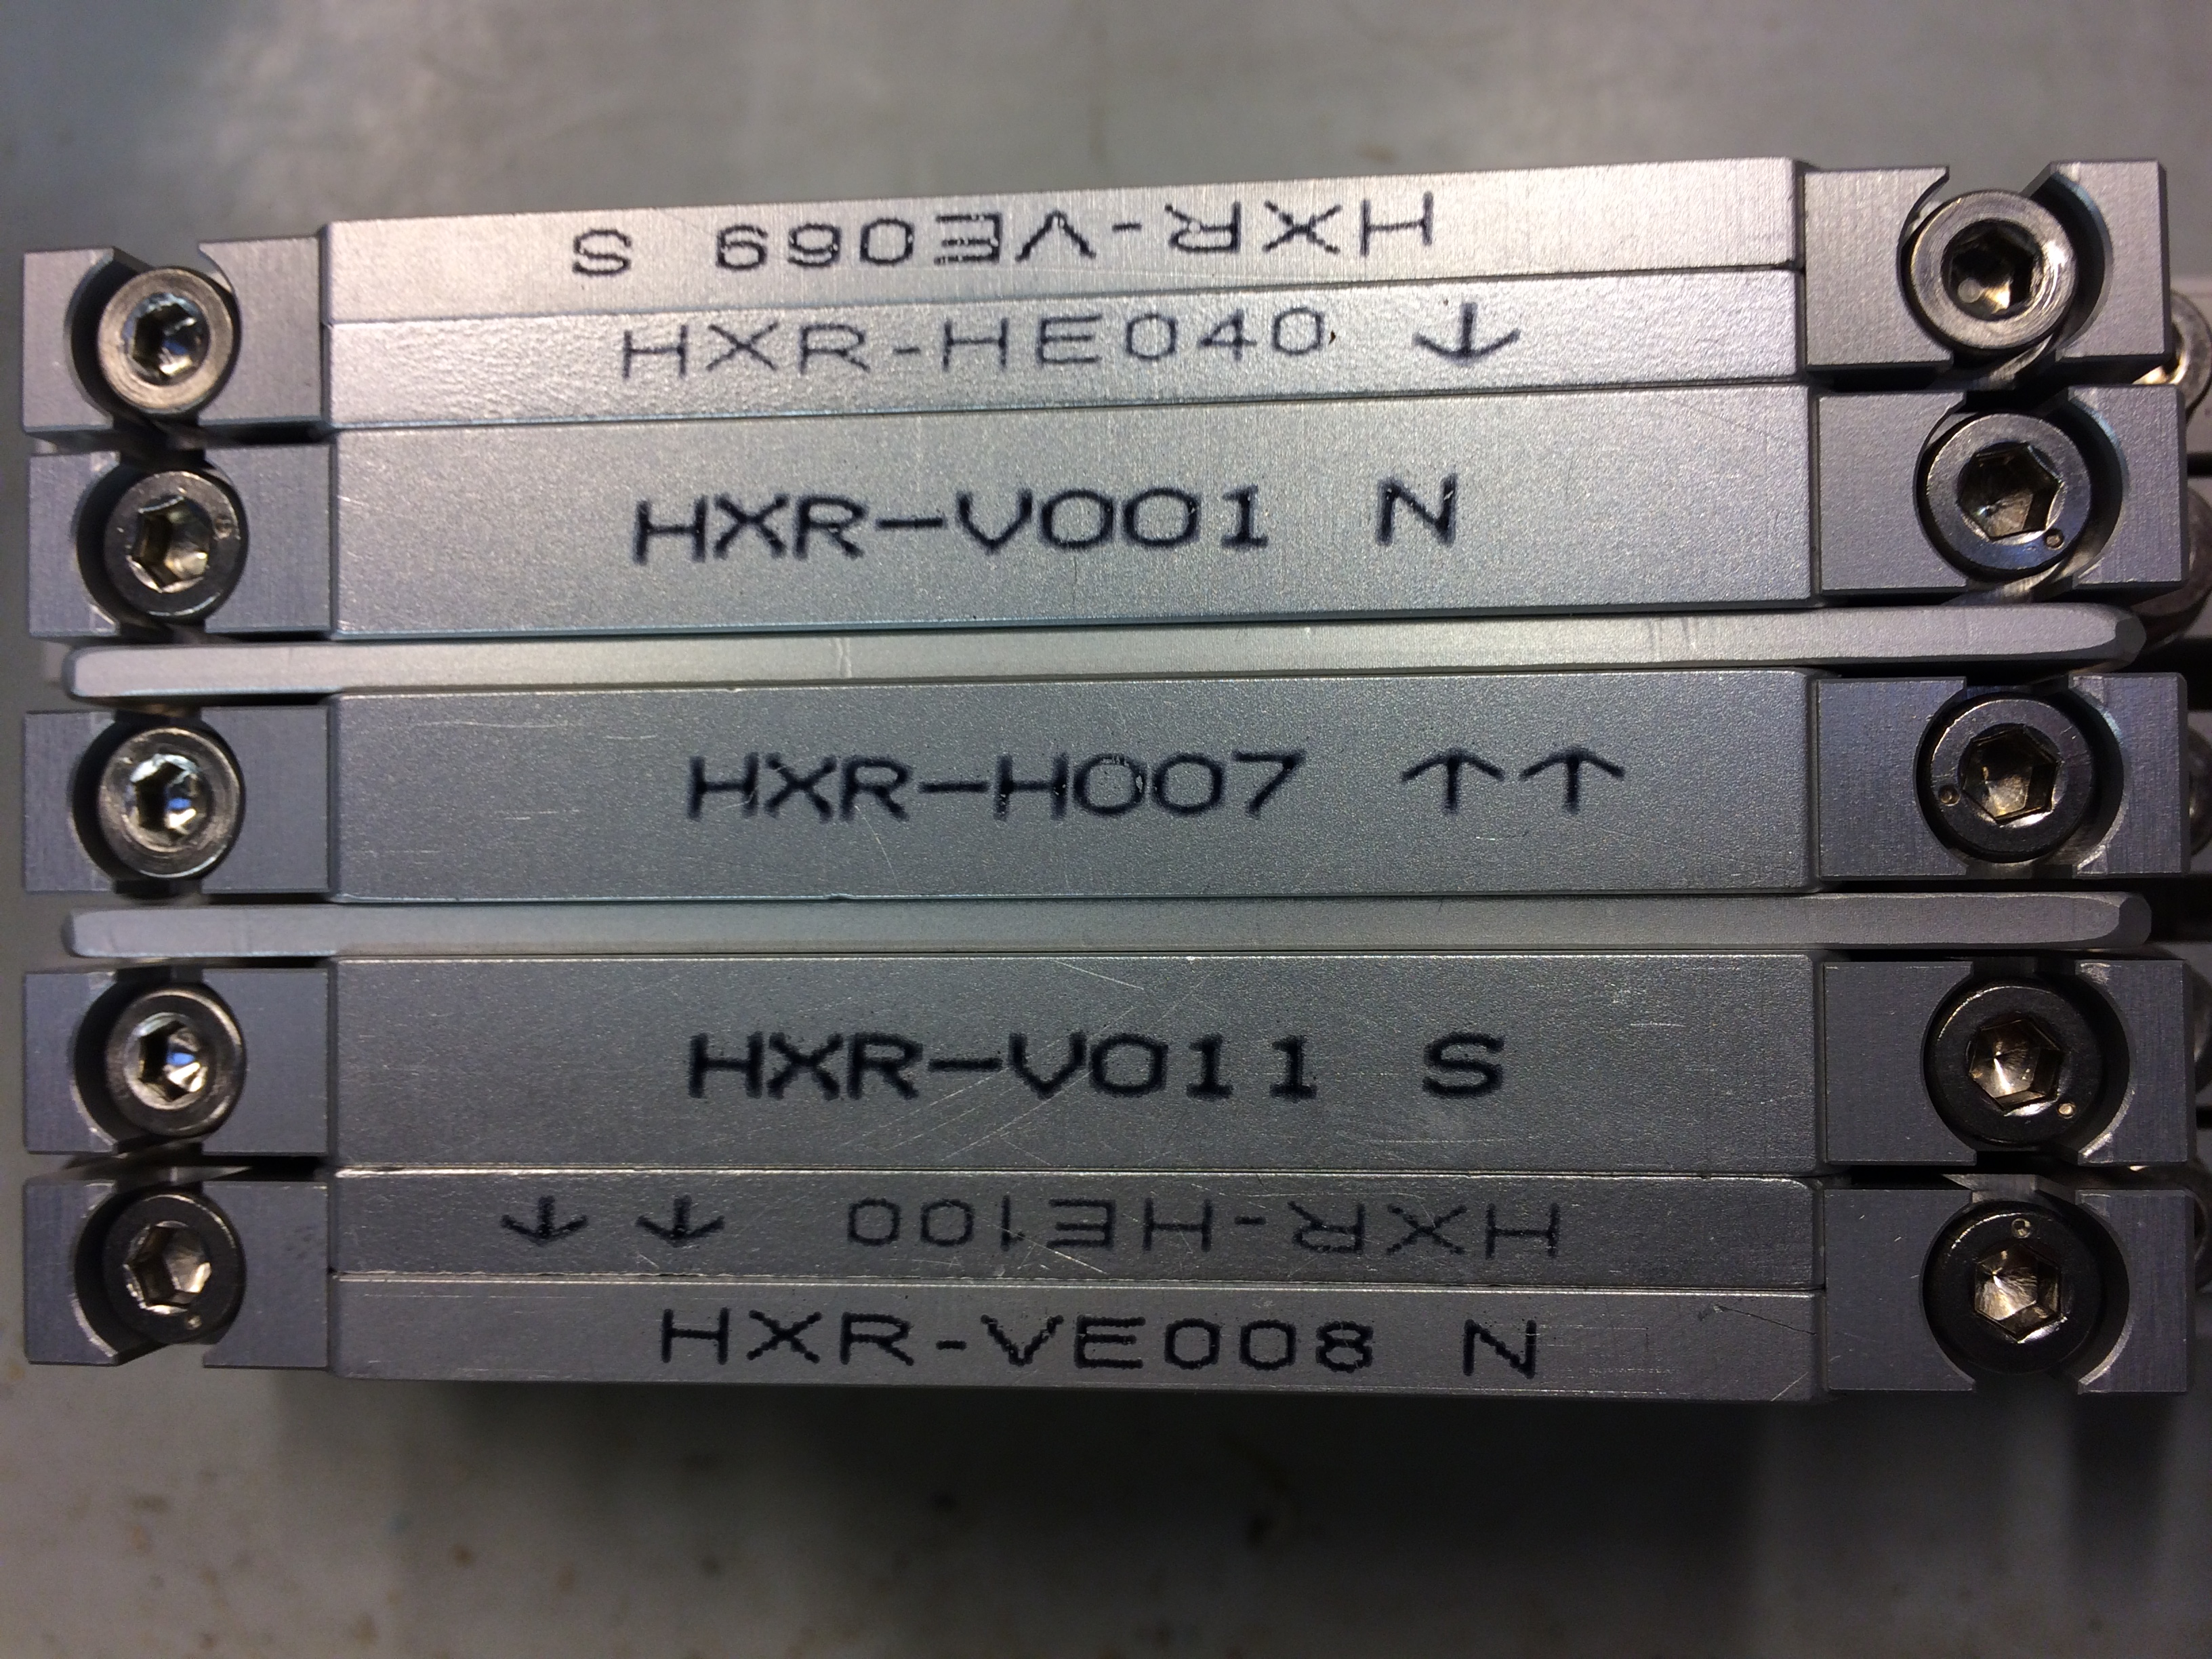 HXR-VE069 S
HXR-HE040 ↓
HXR-V001 N
HXR-H007 ↑↑
HXR-V011 S
HXR-HE100 ↑↑
HXR-VE008 N